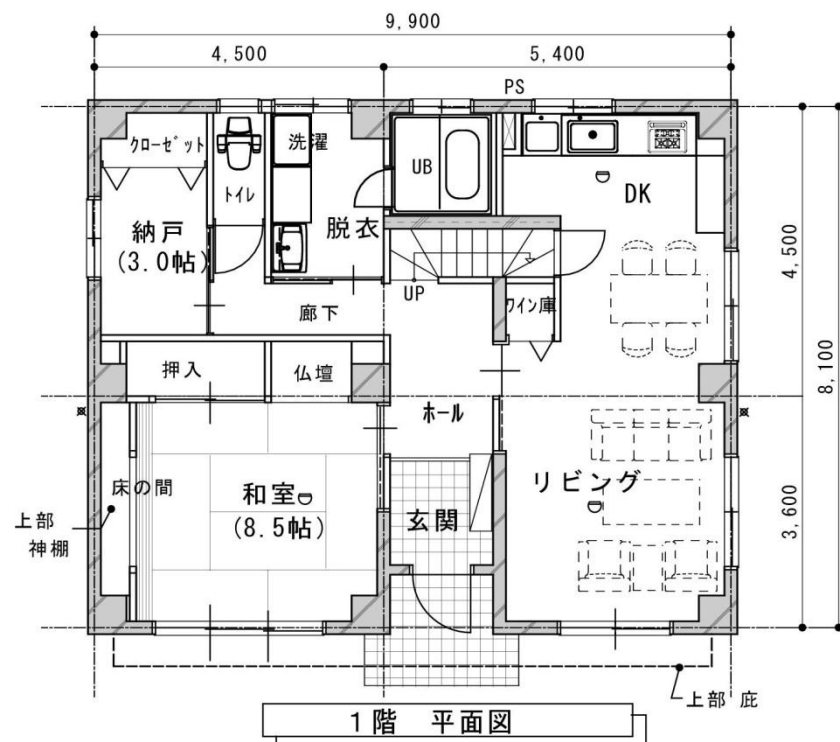 9,900
4,500
5,400
PS
クローゼット
洗濯
トイレ
UB
DK
脱衣
納戸
(3.0帖)
4,500
UP
ワイン庫
廊下
8,100
押入
仏壇
ホール
床の間
和室
(8.5帖)
リビング
玄関
上部
神棚
3,600
上部 庇
1階 平面図